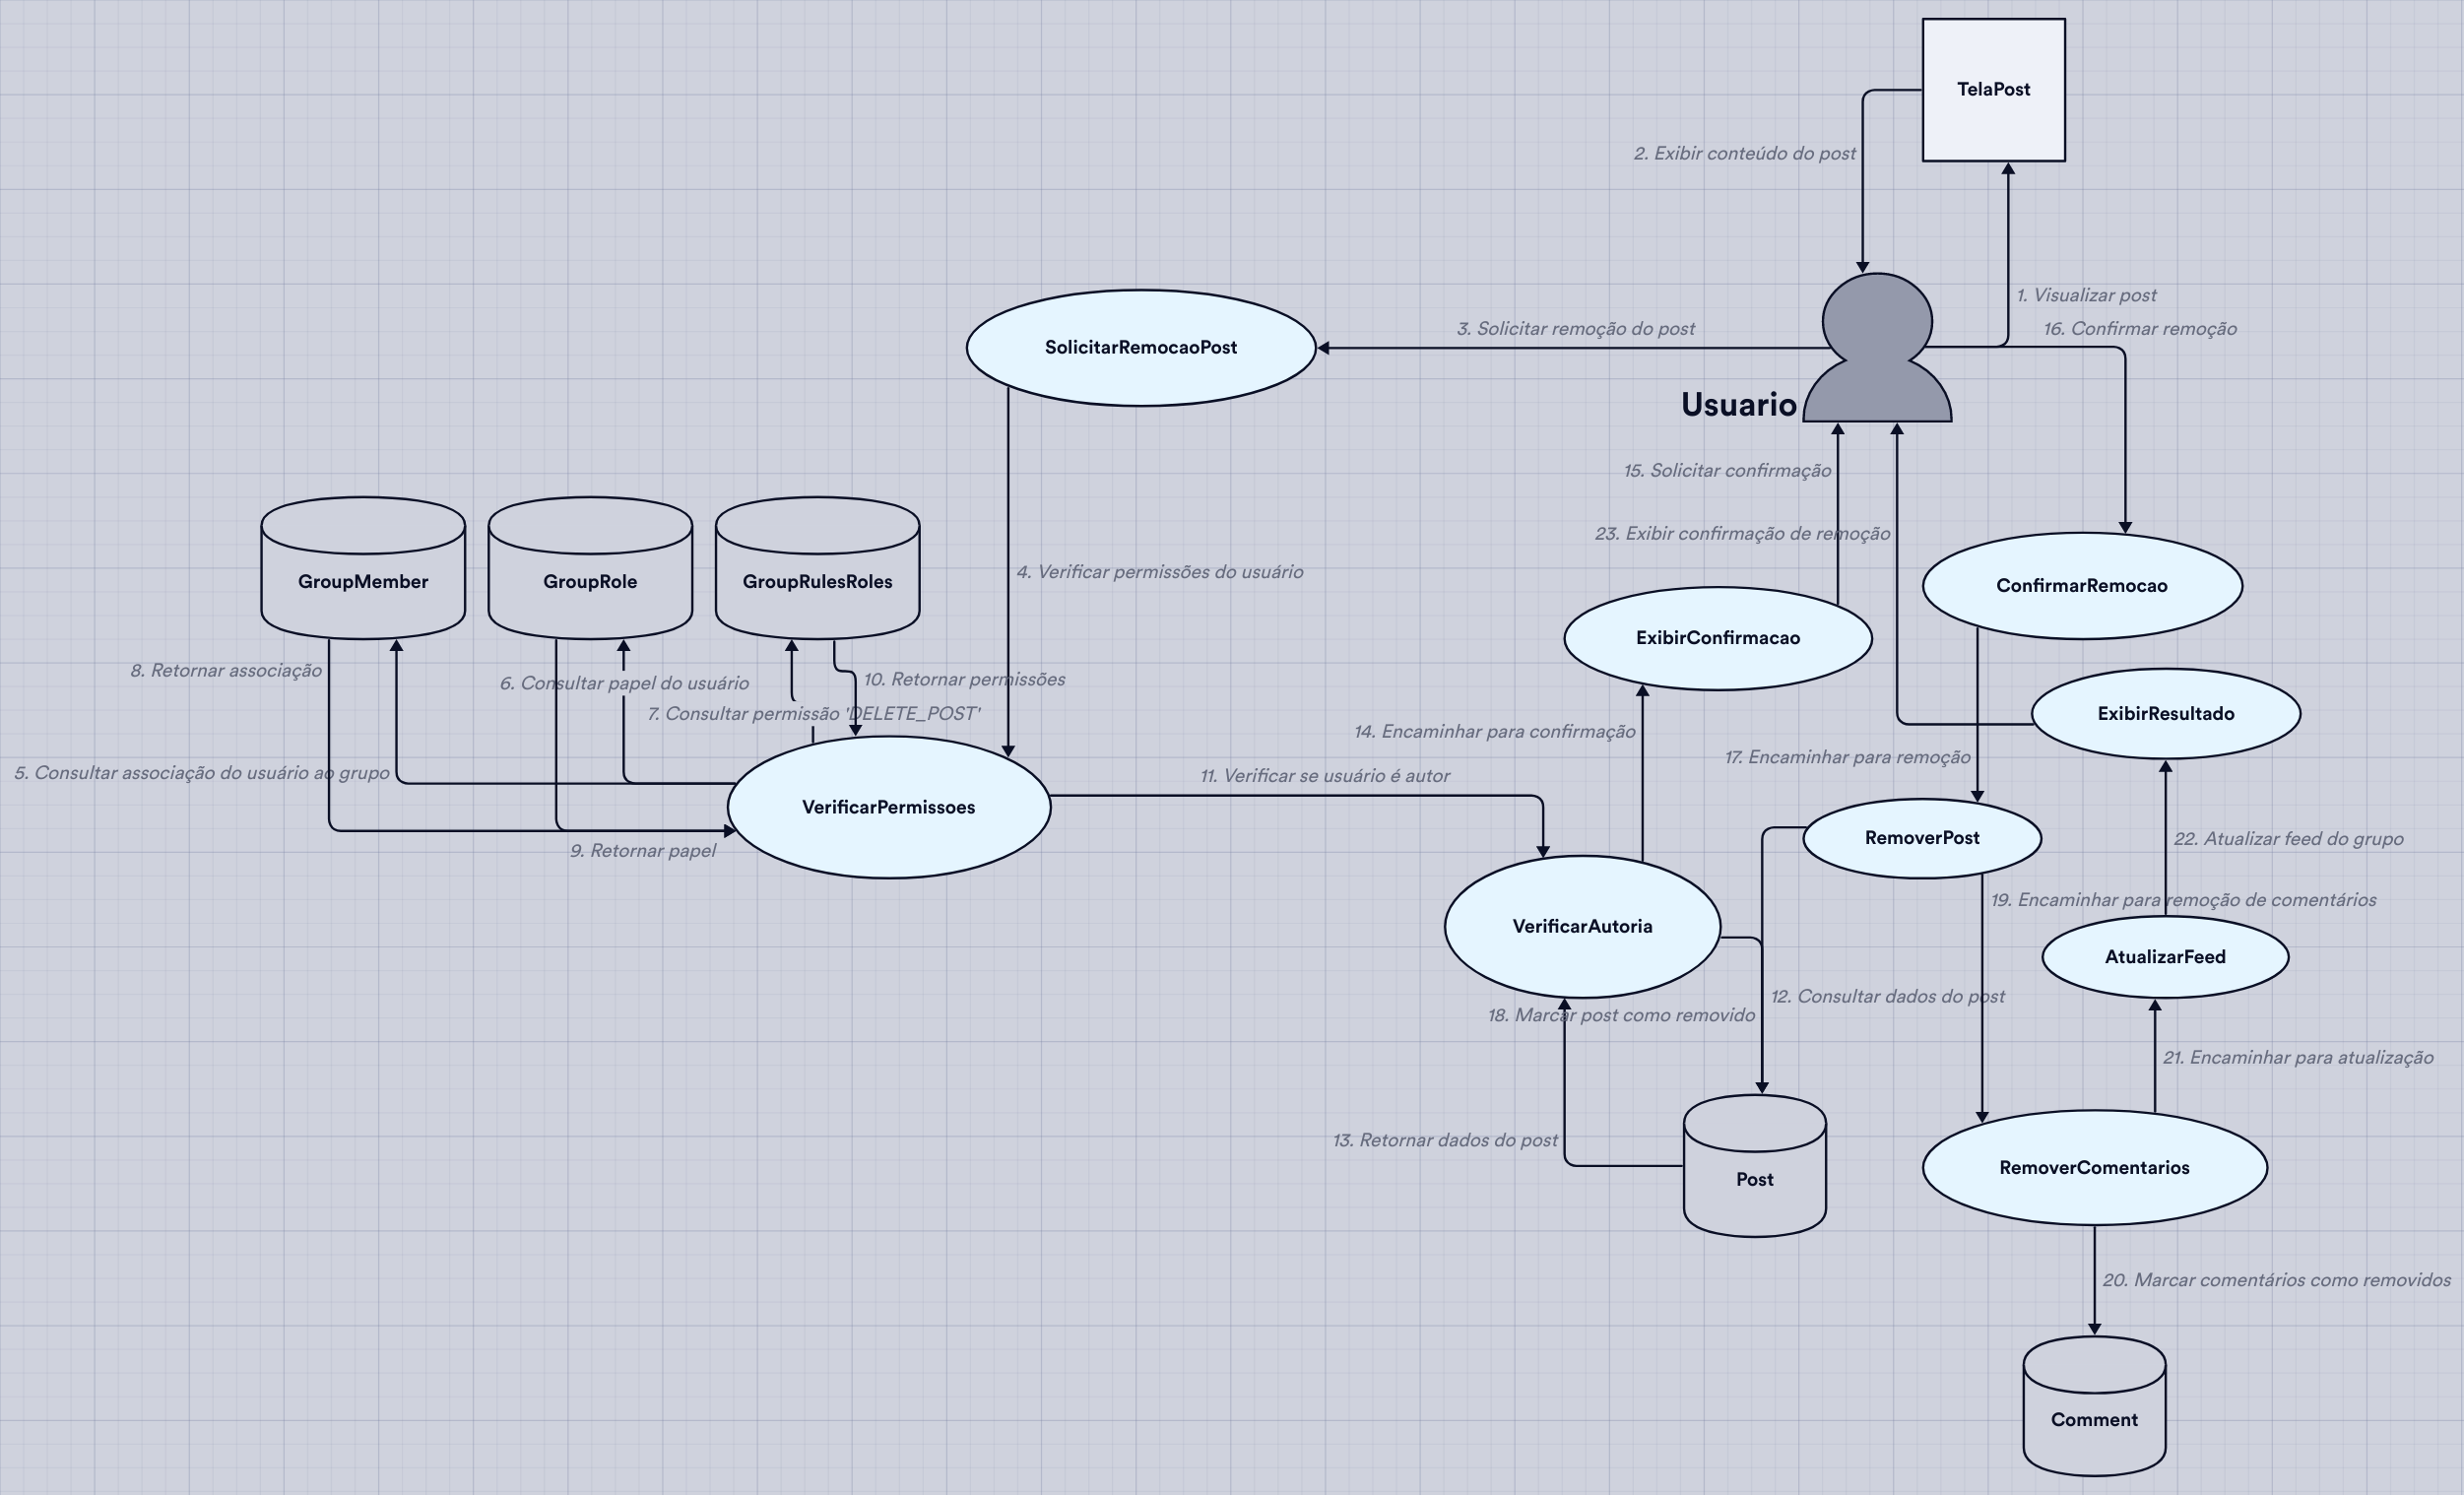 TelaPost
2. Exibir conteúdo do post
1. Visualizar post
3. Solicitar remoção do post
16. Confirmar remoção
SolicitarRemocaoPost
Usuario
15. Solicitar confirmação
23. Exibir confirmação de remoção
4. Verificar permissões do usuário
GroupMember
GroupRole
GroupRulesRoles
ConfirmarRemocao
ExibirConfirmacao
8. Retornar associação
6. Consultar papel do usuário
10. Retornar permissões
7. Consultar permissão 'DELETE_POST'
ExibirResultado
14. Encaminhar para confirmação
17. Encaminhar para remoção
5. Consultar associação do usuário ao grupo
11. Verificar se usuário é autor
VerificarPermissoes
9. Retornar papel
RemoverPost
22. Atualizar feed do grupo
19. Encaminhar para remoção de comentários
VerificarAutoria
AtualizarFeed
12. Consultar dados do post
18. Marcar post como removido
21. Encaminhar para atualização
13. Retornar dados do post
Post
RemoverComentarios
20. Marcar comentários como removidos
Comment